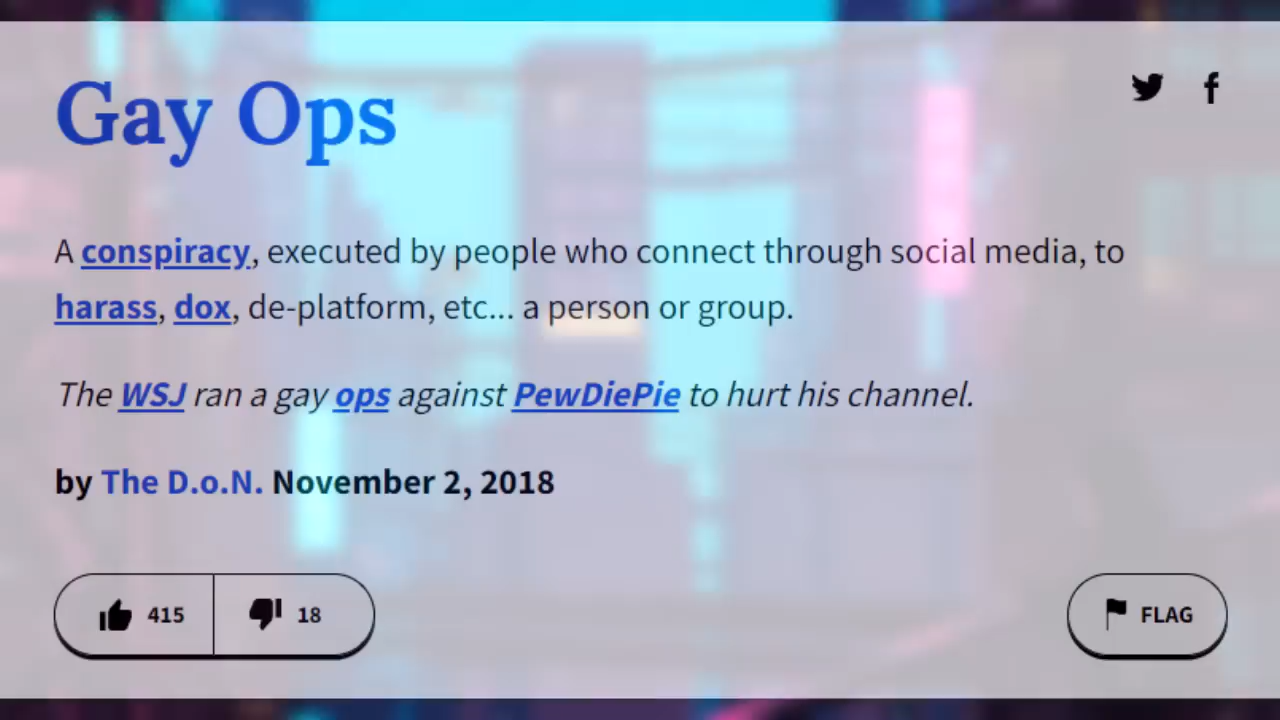 Gay Ops
A conspiracy, executed by people who connect through social media, to
harass, dox, de-platform, etc... a person or group.
The WSJ ran a gay ops against PewDiePie to hurt his channel.
by The D.o.N. November 2, 2018
415 18 FLAG